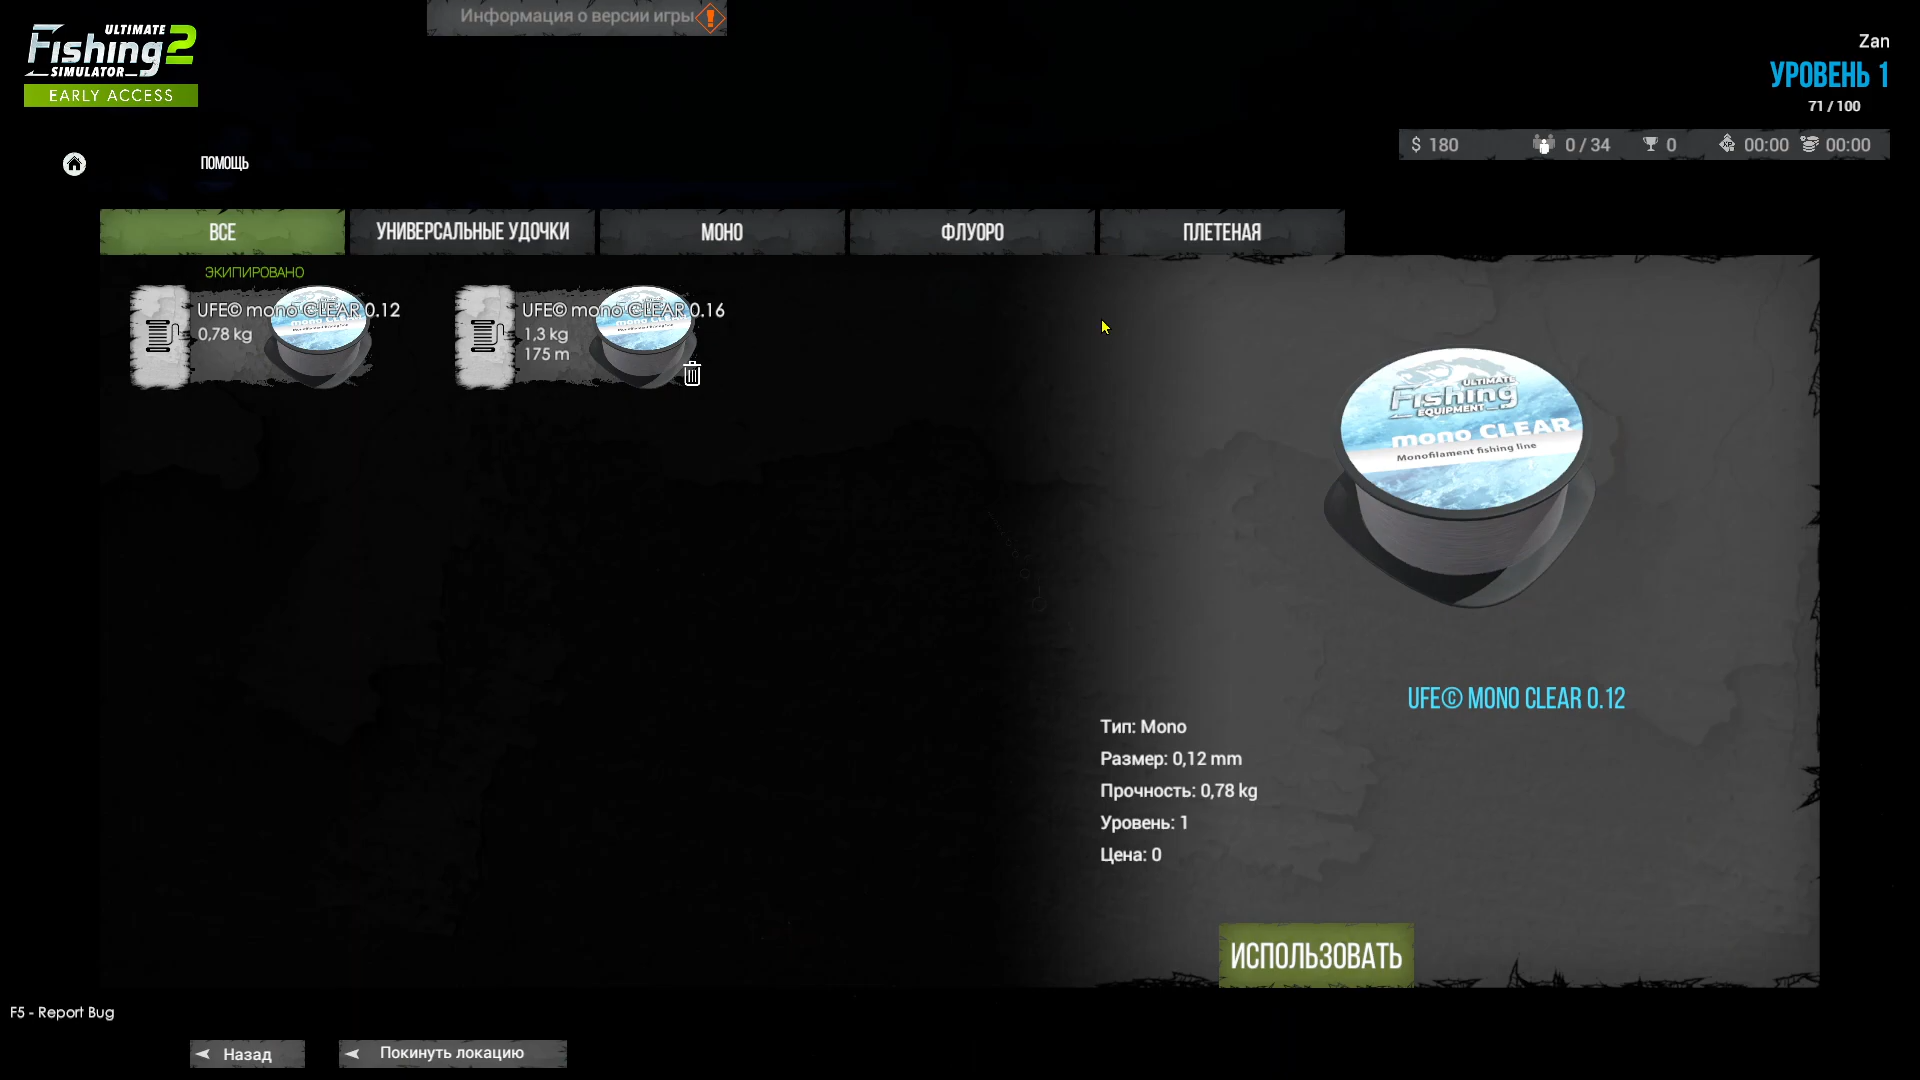 Информация о версии игры
ULTIMATE
Fishing 2
SIMULATOR
EARLY ACCESS
Zan
УРОВЕНЬ 1
71 / 100
$ 180
0 / 34
0
XP 00:00
00:00
ПОМОЩЬ
ВСЕ
УНИВЕРСАЛЬНЫЕ УДОЧКИ
МОНО
ФЛУОРО
ПЛЕТЕНАЯ
ЭКИПИРОВАНО
UFE© mono CLEAR 0.12
0,78 kg
UFE© mono CLEAR 0.16
1,3 kg
175 m
ULTIMATE
Fishing
EQUIPMENT
mono CLEAR
Monofilament fishing line
UFE© MONO CLEAR 0.12
Тип: Mono
Размер: 0,12 mm
Прочность: 0,78 kg
Уровень: 1
Цена: 0
ИСПОЛЬЗОВАТЬ
F5 - Report Bug
Назад
Покинуть локацию